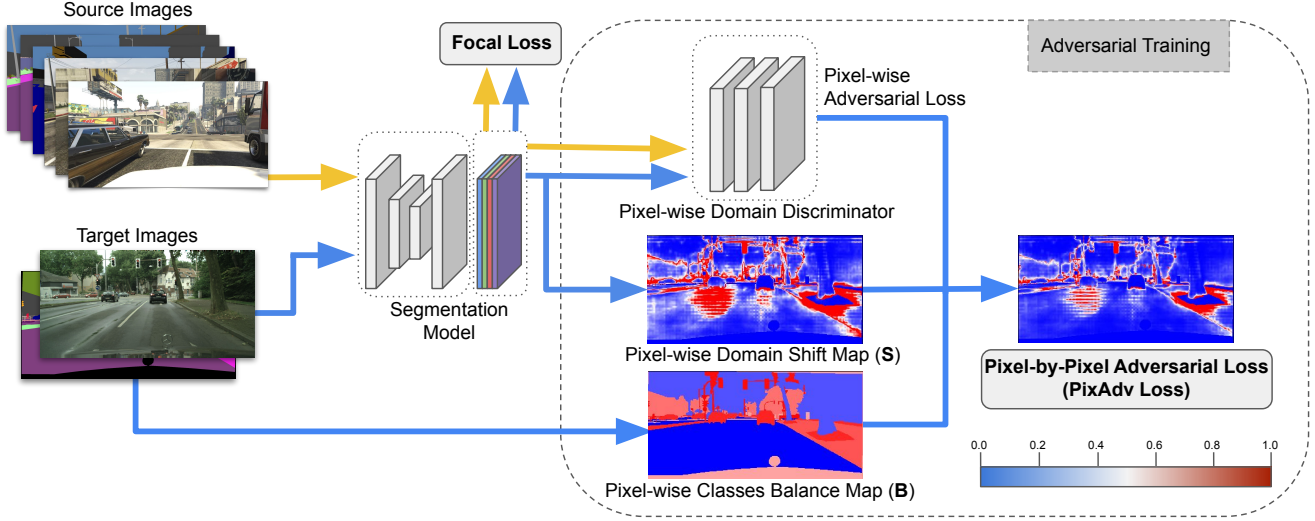 Source Images
Focal Loss
Adversarial Training
Pixel-wise
Adversarial Loss
Pixel-wise Domain Discriminator
Target Images
Segmentation
Model
Pixel-wise Domain Shift Map (S)
Pixel-by-Pixel Adversarial Loss
(PixAdv Loss)
0.0 0.2 0.4 0.6 0.8 1.0
Pixel-wise Classes Balance Map (B)